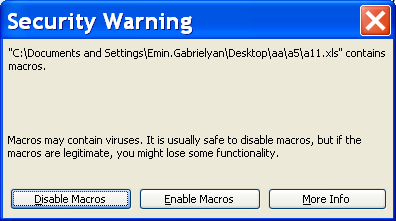 Security Warning
"C:\Documents and Settings\Emin.Gabrielyan\Desktop\aa\a5\a11.xls" contains
macros.
Macros may contain viruses. It is usually safe to disable macros, but if the
macros are legitimate, you might lose some functionality.
Disable Macros
Enable Macros
More Info